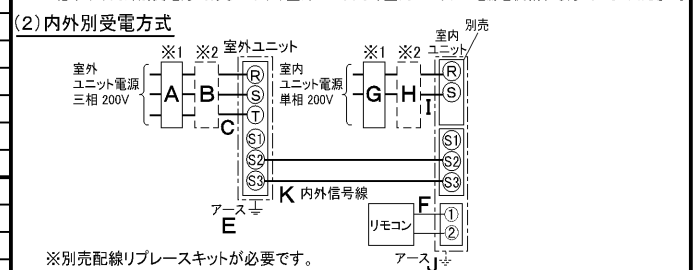 (2)内外別受電方式
※1 ※2 室外ユニット
室外
ユニット電源
三相 200V
A
B
C
R
S
T
S1
S2
S3
アース
E
K 内外信号線
※1 ※2
室内
ユニット
別売
室内
ユニット電源
単相 200V
G
H
I
R
S
S1
S2
S3
F
リモコン
①
②
アース
J
※別売配線リプレースキットが必要です。